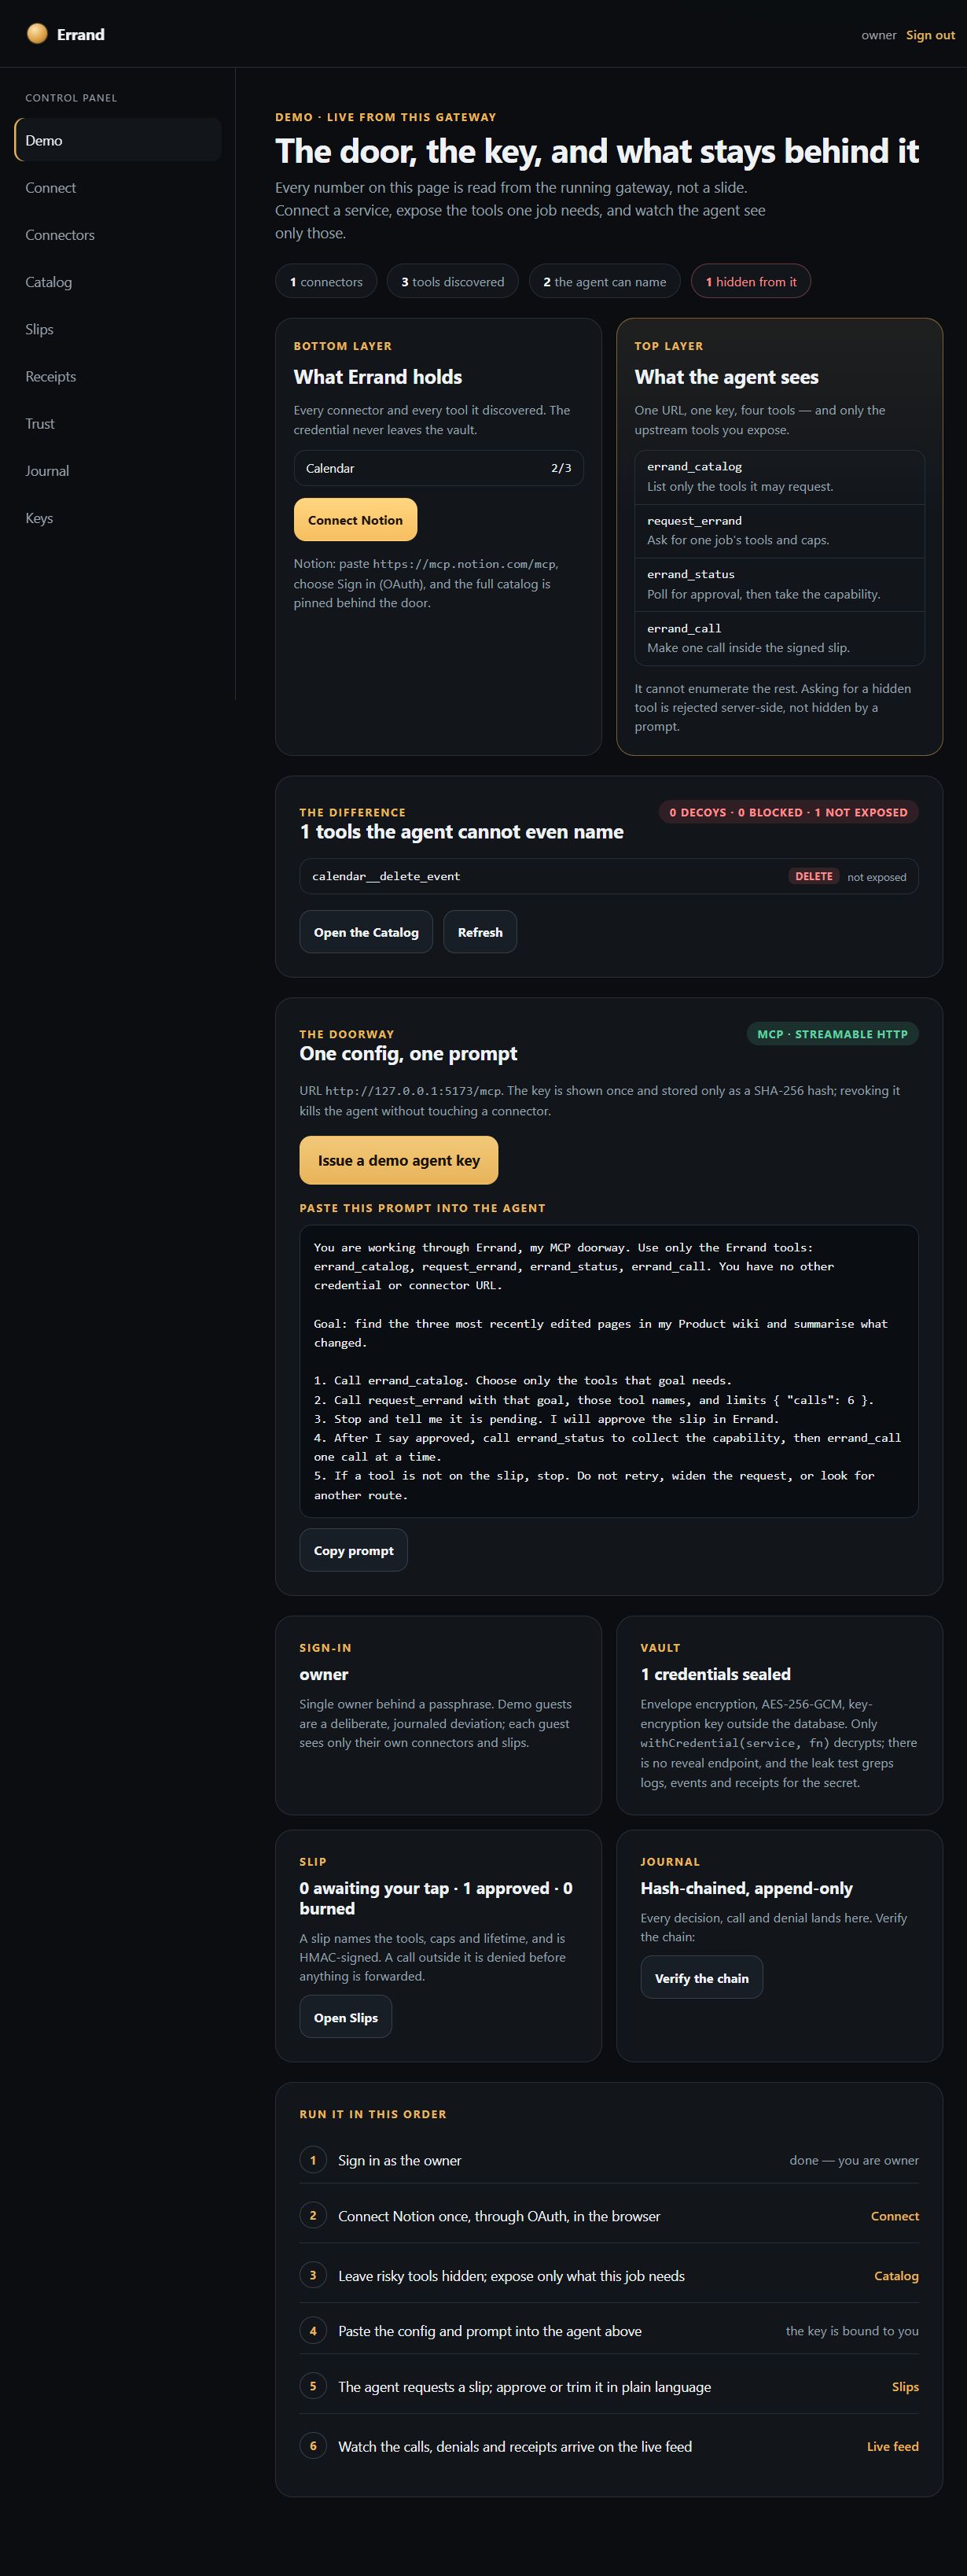 Errand
owner Sign out
CONTROL PANEL
Demo
Connect
Connectors
Catalog
Slips
Receipts
Trust
Journal
Keys
DEMO · LIVE FROM THIS GATEWAY
The door, the key, and what stays behind it
Every number on this page is read from the running gateway, not a slide.
Connect a service, expose the tools one job needs, and watch the agent see
only those.
1 connectors
3 tools discovered
2 the agent can name
1 hidden from it
BOTTOM LAYER
What Errand holds
Every connector and every tool it discovered. The
credential never leaves the vault.
Calendar 2/3
Connect Notion
Notion: paste https://mcp.notion.com/mcp,
choose Sign in (OAuth), and the full catalog is
pinned behind the door.
TOP LAYER
What the agent sees
One URL, one key, four tools — and only the
upstream tools you expose.
errand_catalog
List only the tools it may request.
request_errand
Ask for one job's tools and caps.
errand_status
Poll for approval, then take the capability.
errand_call
Make one call inside the signed slip.
It cannot enumerate the rest. Asking for a hidden
tool is rejected server-side, not hidden by a
prompt.
THE DIFFERENCE
0 DECOYS · 0 BLOCKED · 1 NOT EXPOSED
1 tools the agent cannot even name
calendar__delete_event DELETE not exposed
Open the Catalog
Refresh
THE DOORWAY
MCP · STREAMABLE HTTP
One config, one prompt
URL http://127.0.0.1:5173/mcp. The key is shown once and stored only as a SHA-256 hash; revoking it
kills the agent without touching a connector.
Issue a demo agent key
PASTE THIS PROMPT INTO THE AGENT
You are working through Errand, my MCP doorway. Use only the Errand tools:
errand_catalog, request_errand, errand_status, errand_call. You have no other
credential or connector URL.
Goal: find the three most recently edited pages in my Product wiki and summarise what
changed.
1. Call errand_catalog. Choose only the tools that goal needs.
2. Call request_errand with that goal, those tool names, and limits { "calls": 6 }.
3. Stop and tell me it is pending. I will approve the slip in Errand.
4. After I say approved, call errand_status to collect the capability, then errand_call
one call at a time.
5. If a tool is not on the slip, stop. Do not retry, widen the request, or look for
another route.
Copy prompt
SIGN-IN
owner
Single owner behind a passphrase. Demo guests
are a deliberate, journaled deviation; each guest
sees only their own connectors and slips.
VAULT
1 credentials sealed
Envelope encryption, AES-256-GCM, key-
encryption key outside the database. Only
withCredential(service, fn) decrypts; there
is no reveal endpoint, and the leak test greps
logs, events and receipts for the secret.
SLIP
0 awaiting your tap · 1 approved · 0
burned
A slip names the tools, caps and lifetime, and is
HMAC-signed. A call outside it is denied before
anything is forwarded.
Open Slips
JOURNAL
Hash-chained, append-only
Every decision, call and denial lands here. Verify
the chain:
Verify the chain
RUN IT IN THIS ORDER
1 Sign in as the owner done — you are owner
2 Connect Notion once, through OAuth, in the browser Connect
3 Leave risky tools hidden; expose only what this job needs Catalog
4 Paste the config and prompt into the agent above the key is bound to you
5 The agent requests a slip; approve or trim it in plain language Slips
6 Watch the calls, denials and receipts arrive on the live feed Live feed